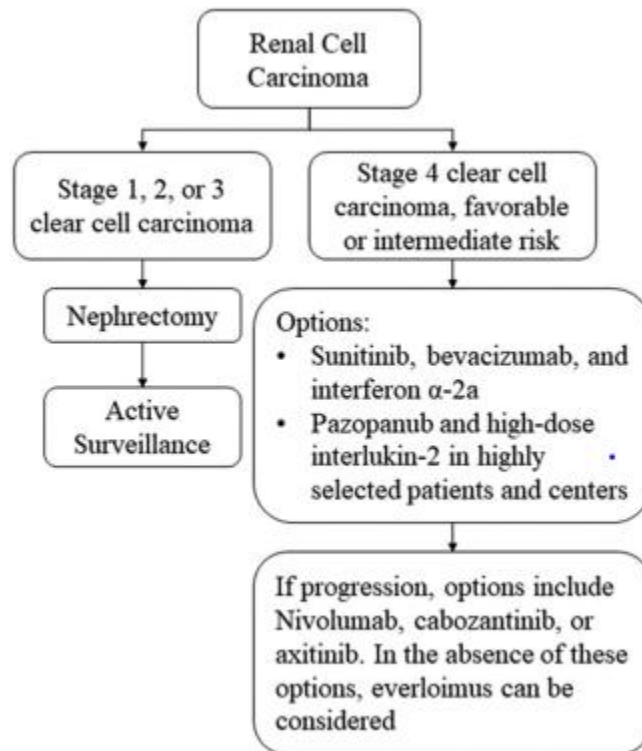 Renal Cell
Carcinoma
Stage 1, 2, or 3
clear cell carcinoma
Stage 4 clear cell
carcinoma, favorable
or intermediate risk
Nephrectomy
Active
Surveillance
Options:
• Sunitinib, bevacizumab, and
interferon α-2a
• Pazopanub and high-dose
interlukin-2 in highly
selected patients and centers
If progression, options include
Nivolumab, cabozantinib, or
axitinib. In the absence of these
options, everloimus can be
considered